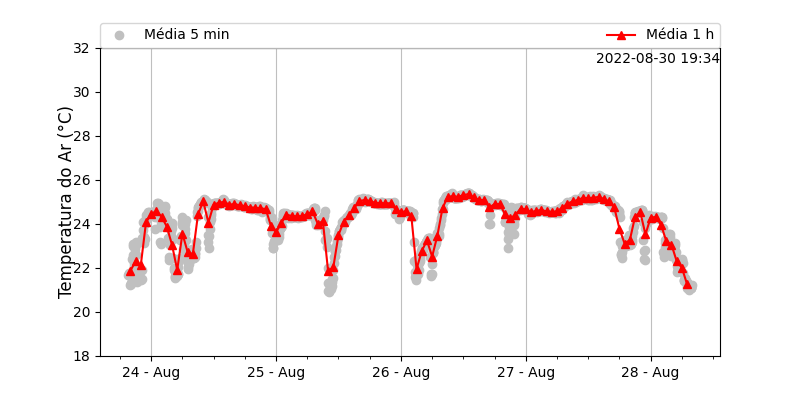 Média 5 min
Média 1 h
2022-08-30 19:34
Temperatura do Ar (°C)
32
30
28
26
24
22
20
18
24 - Aug
25 - Aug
26 - Aug
27 - Aug
28 - Aug